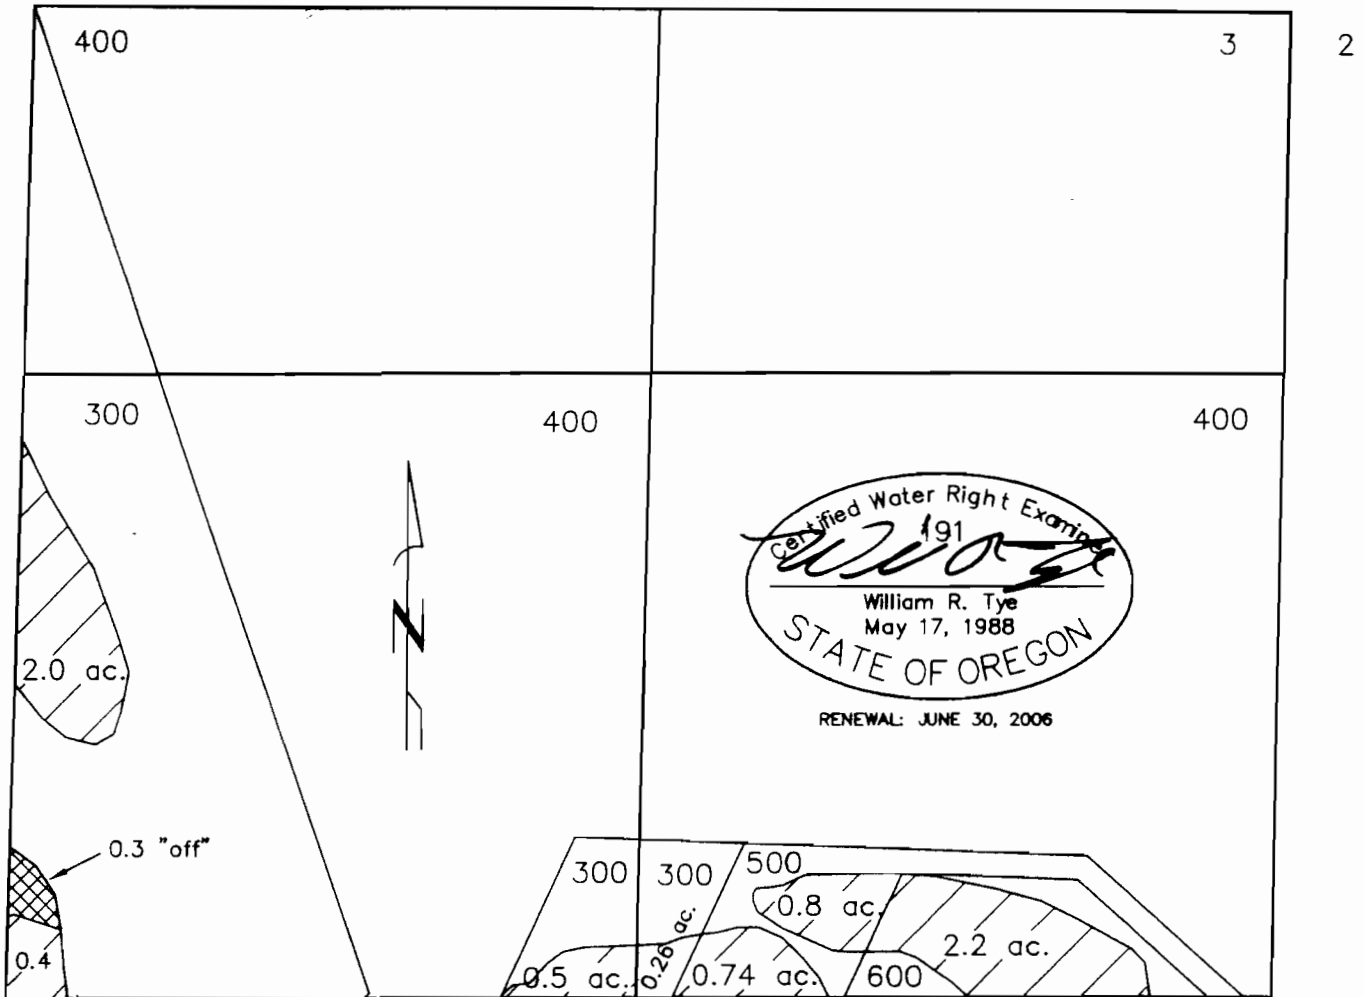 400
3
2
300
400
400
Certified Water Right Examiner
191
William R. Tye
May 17, 1988
STATE OF OREGON
RENEWAL: JUNE 30, 2006
N
2.0 ac.
0.3 "off"
0.4
300
300
500
0.8 ac.
0.26 ac.
2.2 ac.
0.5 ac.
0.74 ac.
600